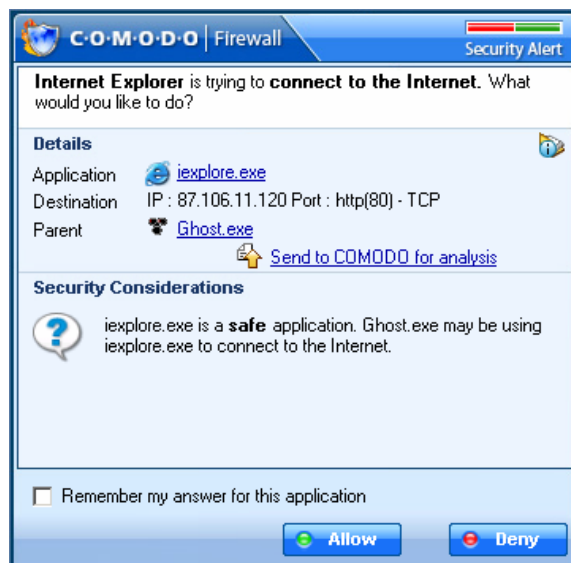 C·O·M·O·D·O | Firewall
Security Alert
Internet Explorer is trying to connect to the Internet. What
would you like to do?
Details
Application iexplore.exe
Destination IP : 87.106.11.120 Port : http(80) - TCP
Parent Ghost.exe
Send to COMODO for analysis
Security Considerations
iexplore.exe is a safe application. Ghost.exe may be using
iexplore.exe to connect to the Internet.
Remember my answer for this application
Allow Deny